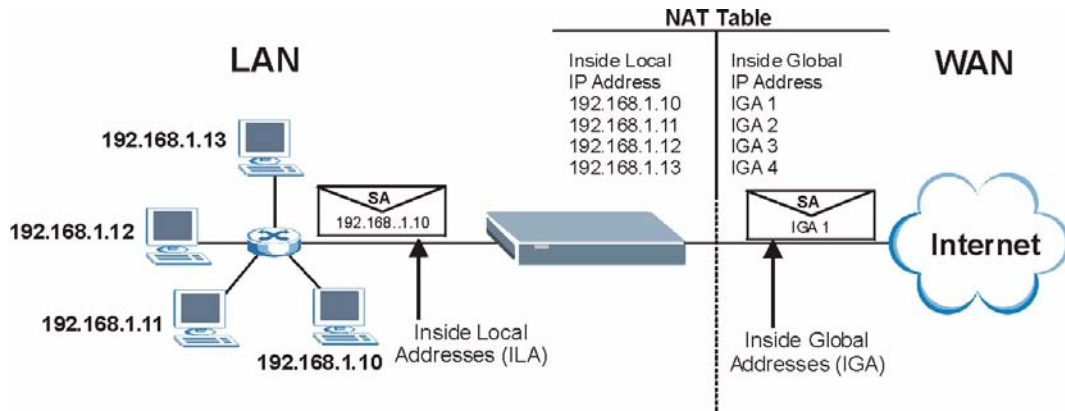 NAT Table
LAN
WAN
Inside Local
IP Address
192.168.1.10
192.168.1.11
192.168.1.12
192.168.1.13
Inside Global
IP Address
IGA 1
IGA 2
IGA 3
IGA 4
192.168.1.13
192.168.1.12
192.168.1.11
192.168.1.10
SA
192.168..1.10
SA
IGA 1
Internet
Inside Local
Addresses (ILA)
Inside Global
Addresses (IGA)